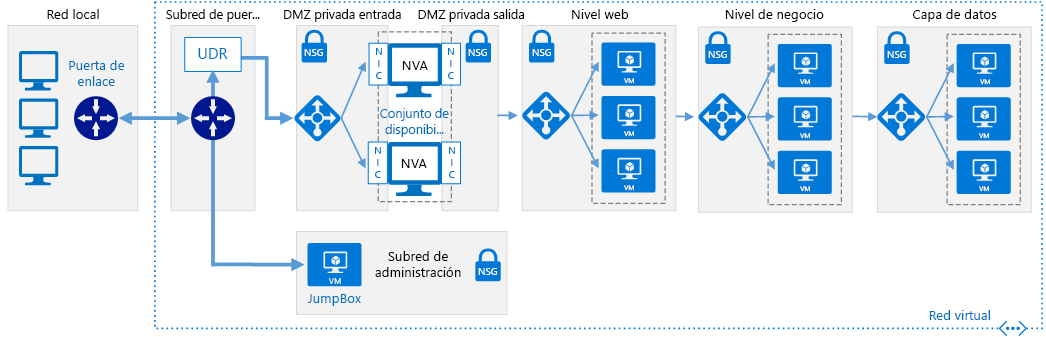 Red local
Subred de puer...
DMZ privada entrada
DMZ privada salida
Nivel web
Nivel de negocio
Capa de datos
Puerta de
enlace
UDR
NSG
NIC
NVA
NIC
NSG
Conjunto de
disponibi...
NIC
NVA
NIC
NSG
VM
VM
VM
NSG
VM
VM
VM
NSG
VM
VM
VM
VM
JumpBox
Subred de
administración
NSG
Red virtual